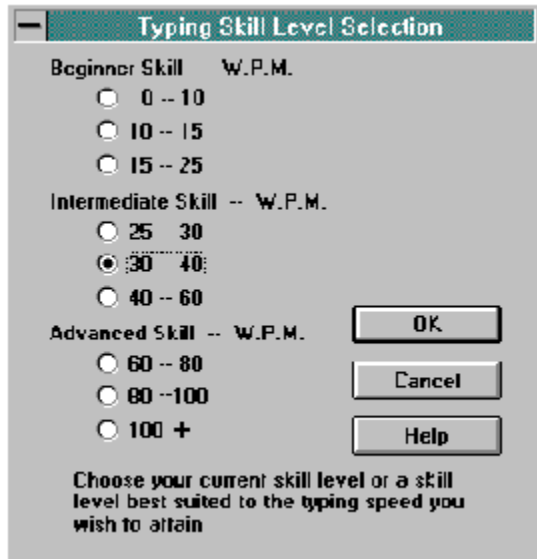 Typing Skill Level Selection
Beginner Skill W.P.M.
0 -- 10
10 -- 15
15 -- 25
Intermediate Skill -- W.P.M.
25 30
30 40
40 -- 60
Advanced Skill -- W.P.M.
60 -- 80
80 --100
100 +
OK
Cancel
Help
Choose your current skill level or a skill
level best suited to the typing speed you
wish to attain